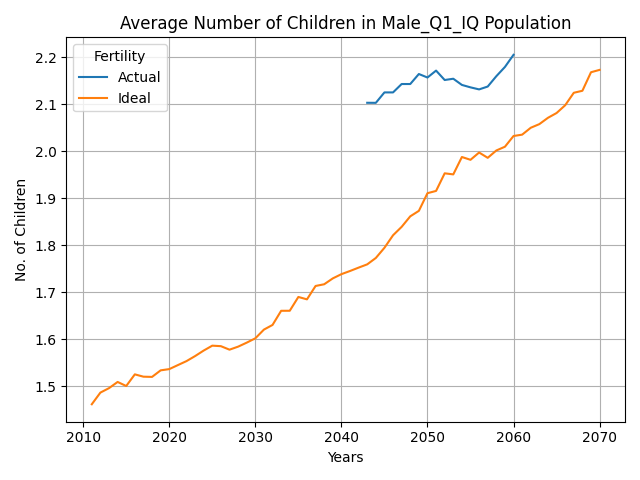 Average Number of Children in Male_Q1_IQ Population
Fertility
Actual
Ideal
No. of Children
2.2
2.1
2.0
1.9
1.8
1.7
1.6
1.5
2010 2020 2030 2040 2050 2060 2070
Years